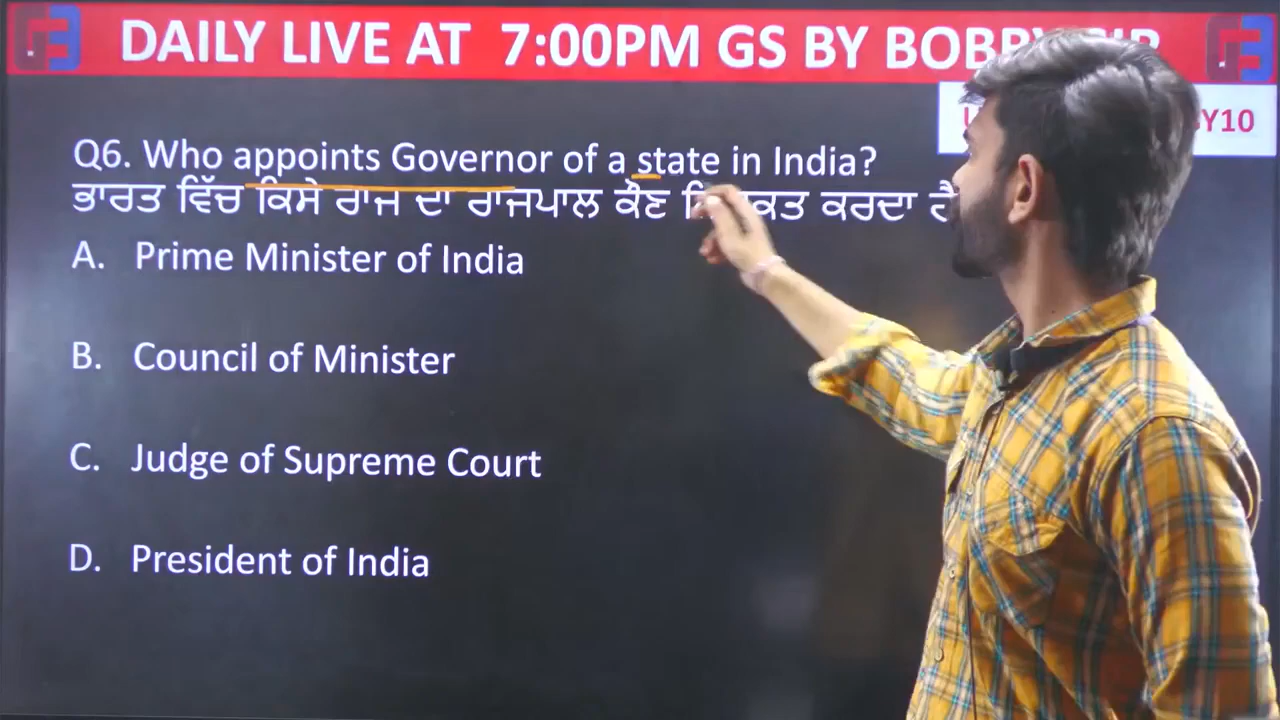 DAILY LIVE AT 7:00PM GS BY
Y10
Q6. Who appoints Governor of a state in India?
ਭਾਰਤ ਵਿੱਚ ਕਿਸੇ ਰਾਜ ਦਾ ਰਾਜਪਾਲ ਕੌਣ ਕਰਦਾ
A. Prime Minister of India
B. Council of Minister
C. Judge of Supreme Court
D. President of India